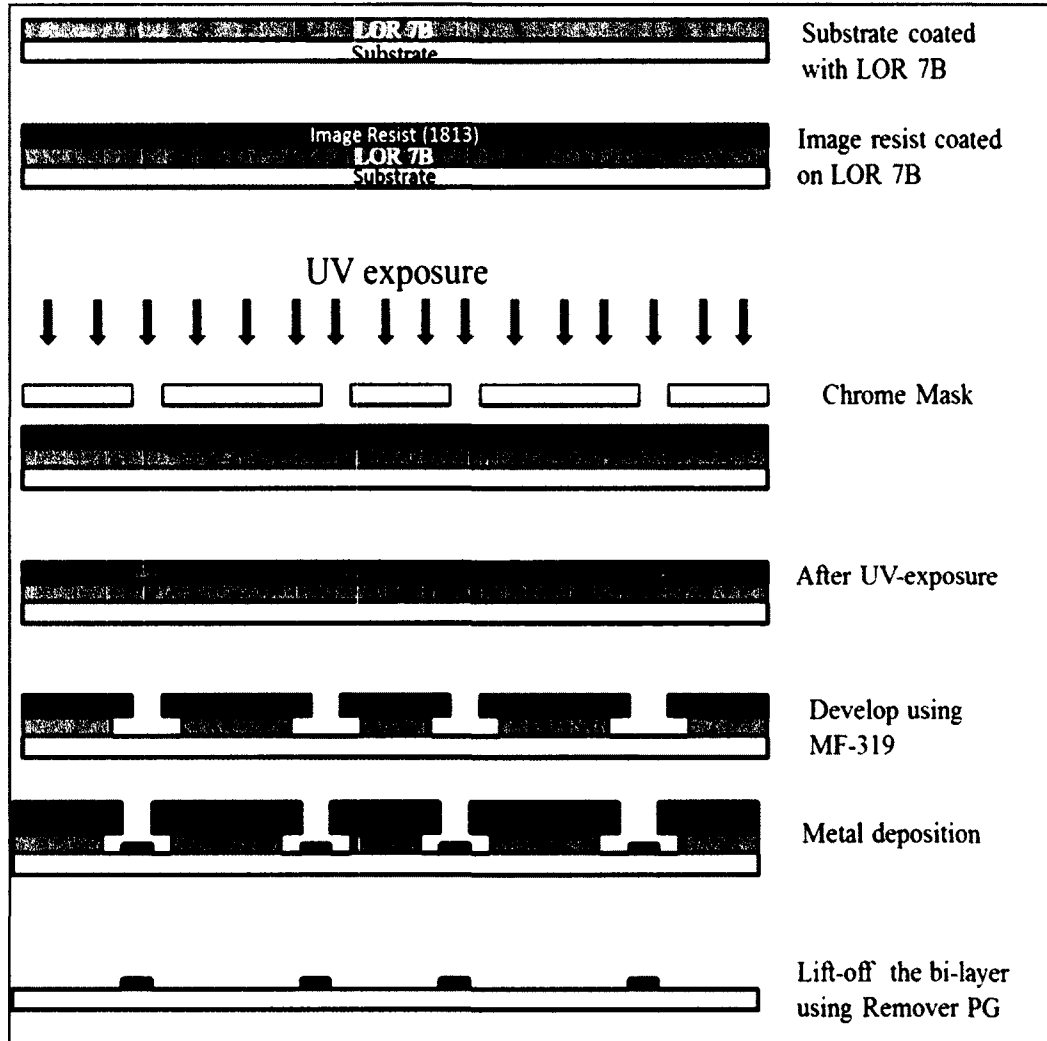 LOR 7B
Substrate
Substrate coated
with LOR 7B
Image Resist (1813)
LOR 7B
Substrate
Image resist coated
on LOR 7B
UV exposure
Chrome Mask
After UV-exposure
Develop using
MF-319
Metal deposition
Lift-off the bi-layer
using Remover PG